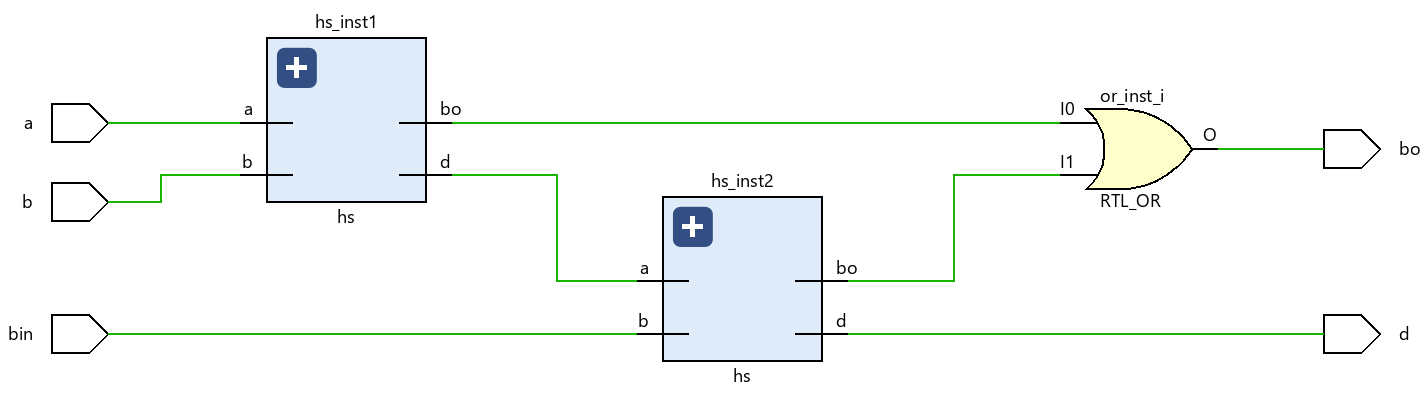 hs_inst1
a
a
bo
b
b
d
hs
hs_inst2
a
bo
bin
b
d
hs
or_inst_i
I0
I1
O
RTL_OR
bo
d